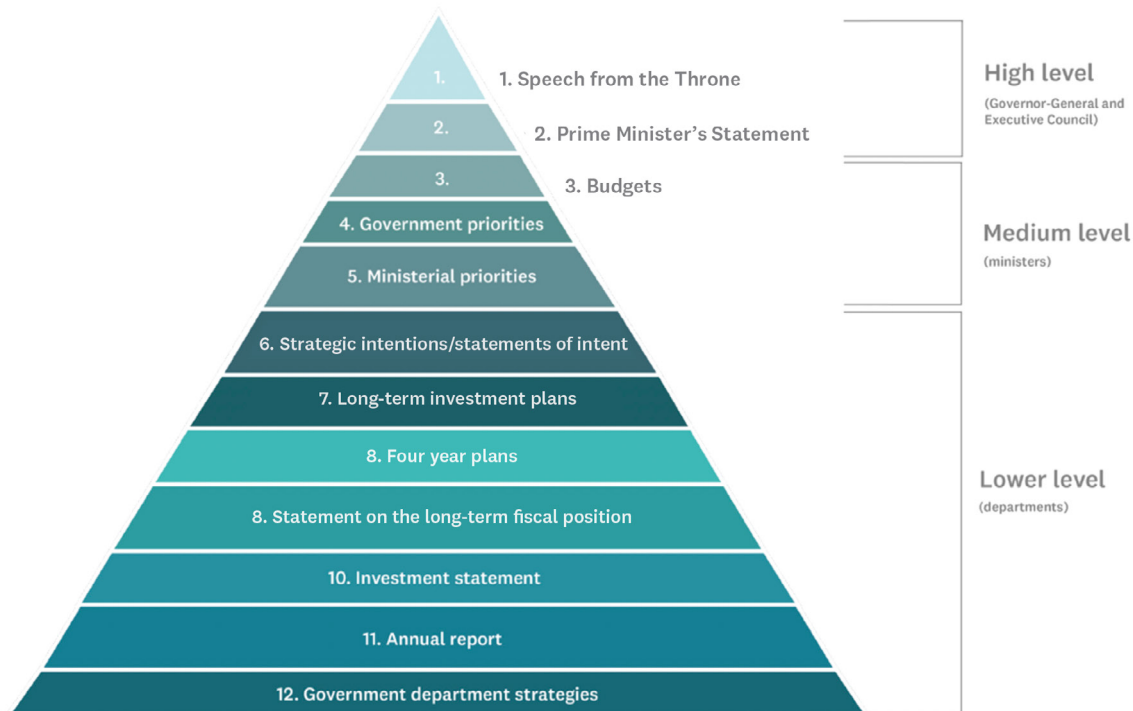 1.
1. Speech from the Throne
High level
(Governor-General and
Executive Council)
2.
2. Prime Minister’s Statement
3.
3. Budgets
4. Government priorities
Medium level
(ministers)
5. Ministerial priorities
6. Strategic intentions/statements of intent
7. Long-term investment plans
8. Four year plans
Lower level
(departments)
8. Statement on the long-term fiscal position
10. Investment statement
11. Annual report
12. Government department strategies